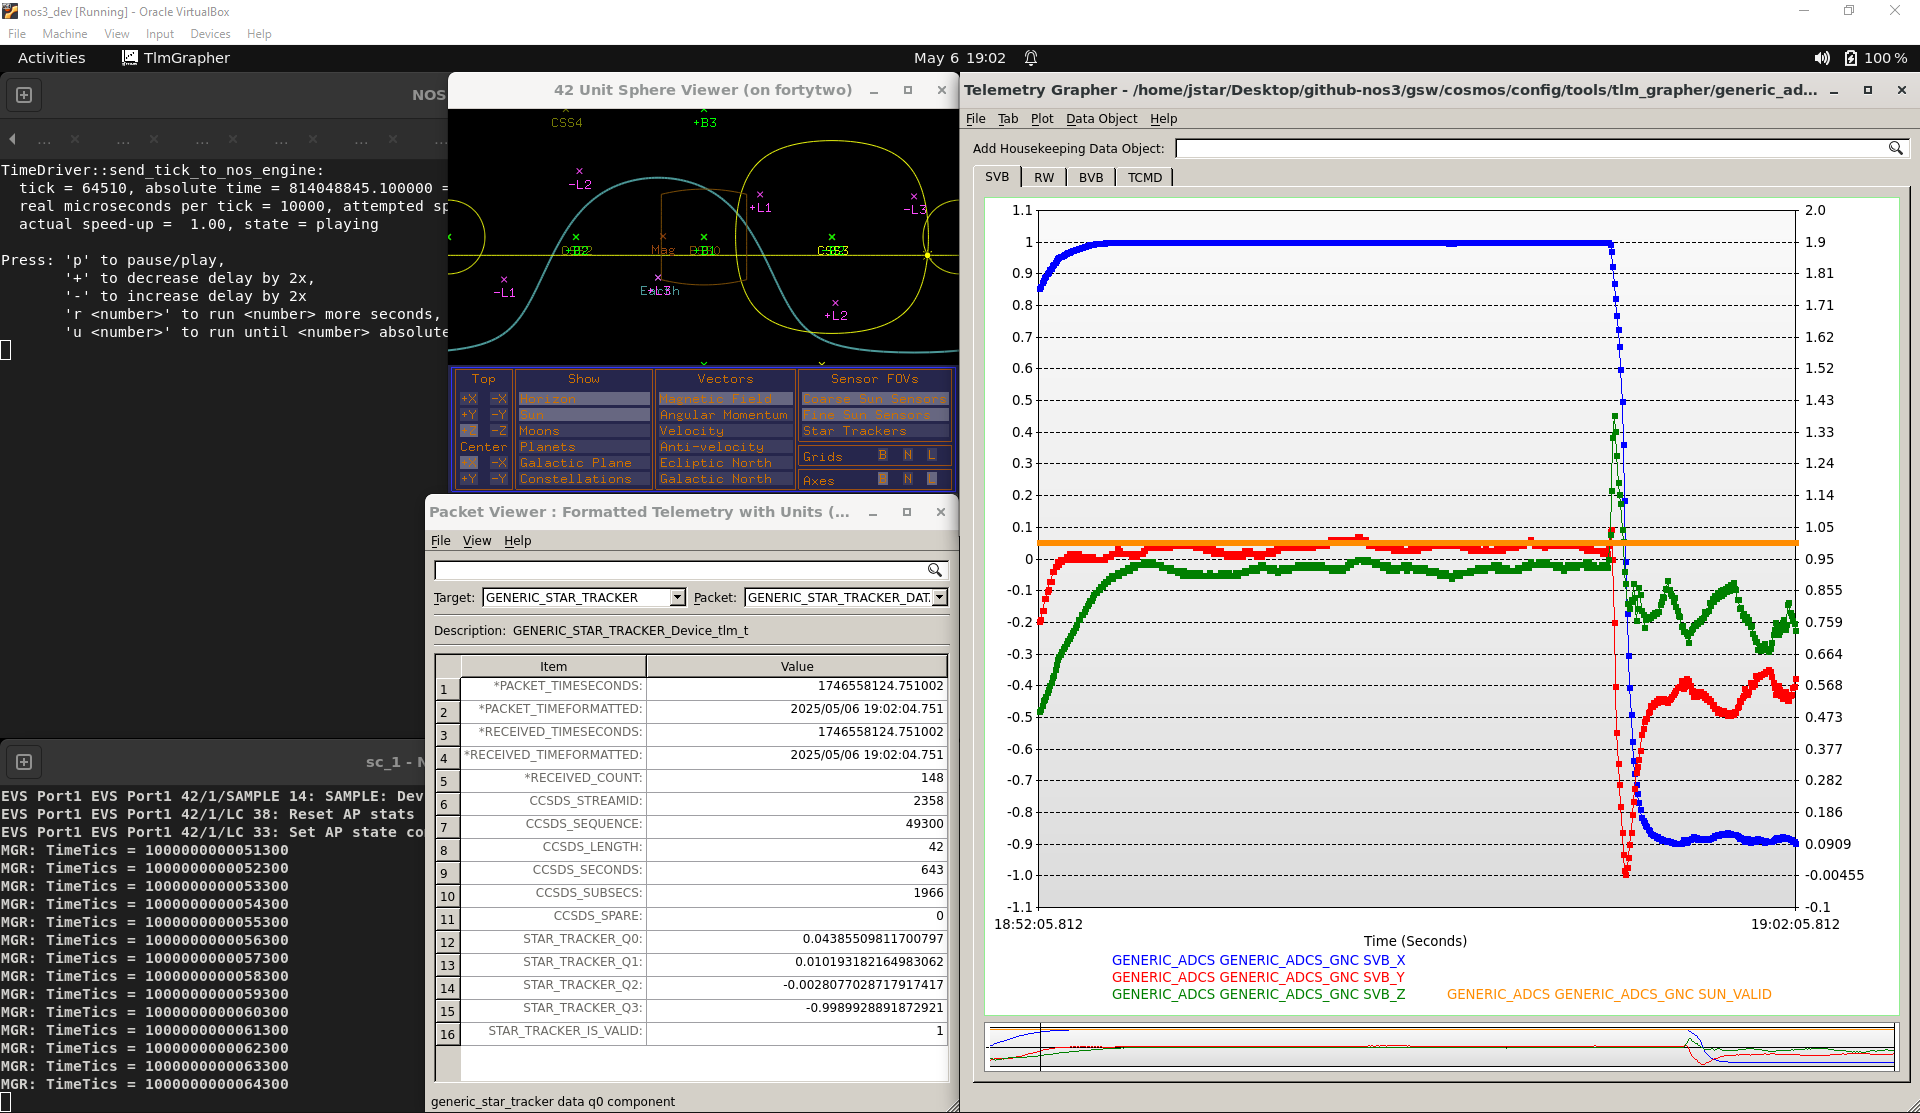 nos3_dev [Running] - Oracle VirtualBox
File Machine View Input Devices Help
Activities TlmGrapher May 6 19:02 100 %
NOS
... ... ... ... ...
TimeDriver::send_tick_to_nos_engine:
tick = 64510, absolute time = 814048845.100000 =
real microseconds per tick = 10000, attempted sp
actual speed-up = 1.00, state = playing
Press: 'p' to pause/play,
'+' to decrease delay by 2x,
'-' to increase delay by 2x
'r <number>' to run <number> more seconds,
'u <number>' to run until <number> absolute
42 Unit Sphere Viewer (on fortytwo)
CSS4 +B3
-L2
+L1 -L3
+B2 Mag +B1 CSS3
-L1 Earth +L3
+L2
Top Show Vectors Sensor FOVs
+X -X Horizon Magnetic Field Coarse Sun Sensors
+Y -Y Sun Angular Momentum Fine Sun Sensors
+Z -Z Moons Velocity Star Trackers
Center Planets Anti-velocity
+X -X Galactic Plane Ecliptic North Grids B N L
+Y -Y Constellations Galactic North Axes B N L
sc_1 - N
EVS Port1 EVS Port1 42/1/SAMPLE 14: SAMPLE: Dev
EVS Port1 EVS Port1 42/1/LC 38: Reset AP stats
EVS Port1 EVS Port1 42/1/LC 33: Set AP state co
MGR: TimeTics = 1000000000051300
MGR: TimeTics = 1000000000052300
MGR: TimeTics = 1000000000053300
MGR: TimeTics = 1000000000054300
MGR: TimeTics = 1000000000055300
MGR: TimeTics = 1000000000056300
MGR: TimeTics = 1000000000057300
MGR: TimeTics = 1000000000058300
MGR: TimeTics = 1000000000059300
MGR: TimeTics = 1000000000060300
MGR: TimeTics = 1000000000061300
MGR: TimeTics = 1000000000062300
MGR: TimeTics = 1000000000063300
MGR: TimeTics = 1000000000064300
Packet Viewer : Formatted Telemetry with Units (...
File View Help
Target: GENERIC_STAR_TRACKER Packet: GENERIC_STAR_TRACKER_DAT.
Description: GENERIC_STAR_TRACKER_Device_tlm_t
Item Value
1 *PACKET_TIMESECONDS: 1746558124.751002
2 *PACKET_TIMEFORMATTED: 2025/05/06 19:02:04.751
3 *RECEIVED_TIMESECONDS: 1746558124.751002
4 *RECEIVED_TIMEFORMATTED: 2025/05/06 19:02:04.751
5 *RECEIVED_COUNT: 148
6 CCSDS_STREAMID: 2358
7 CCSDS_SEQUENCE: 49300
8 CCSDS_LENGTH: 42
9 CCSDS_SECONDS: 643
10 CCSDS_SUBSECS: 1966
11 CCSDS_SPARE: 0
12 STAR_TRACKER_Q0: 0.04385509811700797
13 STAR_TRACKER_Q1: 0.010193182164983062
14 STAR_TRACKER_Q2: -0.0028077028717917417
15 STAR_TRACKER_Q3: -0.9989928891872921
16 STAR_TRACKER_IS_VALID: 1
generic_star_tracker data q0 component
Telemetry Grapher - /home/jstar/Desktop/github-nos3/gsw/cosmos/config/tools/tlm_grapher/generic_ad...
File Tab Plot Data Object Help
Add Housekeeping Data Object:
SVB RW BVB TCMD
1.1 2.0
1 1.9
0.9 1.81
0.8 1.71
0.7 1.62
0.6 1.52
0.5 1.43
0.4 1.33
0.3 1.24
0.2 1.14
0.1 1.05
0 0.95
-0.1 0.855
-0.2 0.759
-0.3 0.664
-0.4 0.568
-0.5 0.473
-0.6 0.377
-0.7 0.282
-0.8 0.186
-0.9 0.0909
-1.0 -0.00455
-1.1 -0.1
18:52:05.812 19:02:05.812
Time (Seconds)
GENERIC_ADCS GENERIC_ADCS_GNC SVB_X
GENERIC_ADCS GENERIC_ADCS_GNC SVB_Y
GENERIC_ADCS GENERIC_ADCS_GNC SVB_Z GENERIC_ADCS GENERIC_ADCS_GNC SUN_VALID